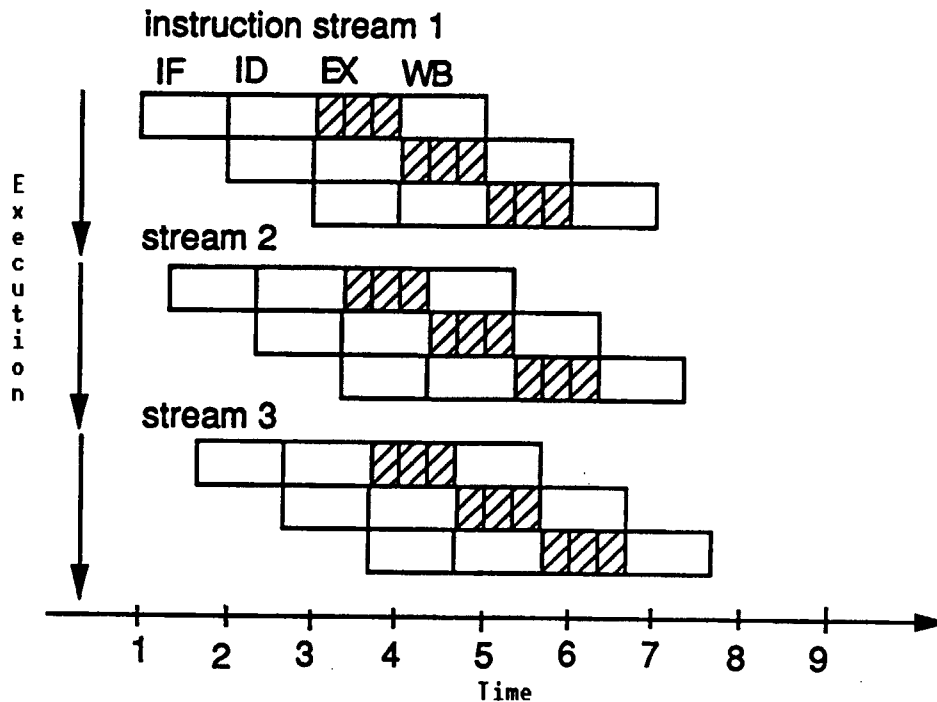 instruction stream 1
IF ID EX WB
Execution
stream 2
stream 3
1 2 3 4 5 6 7 8 9
Time